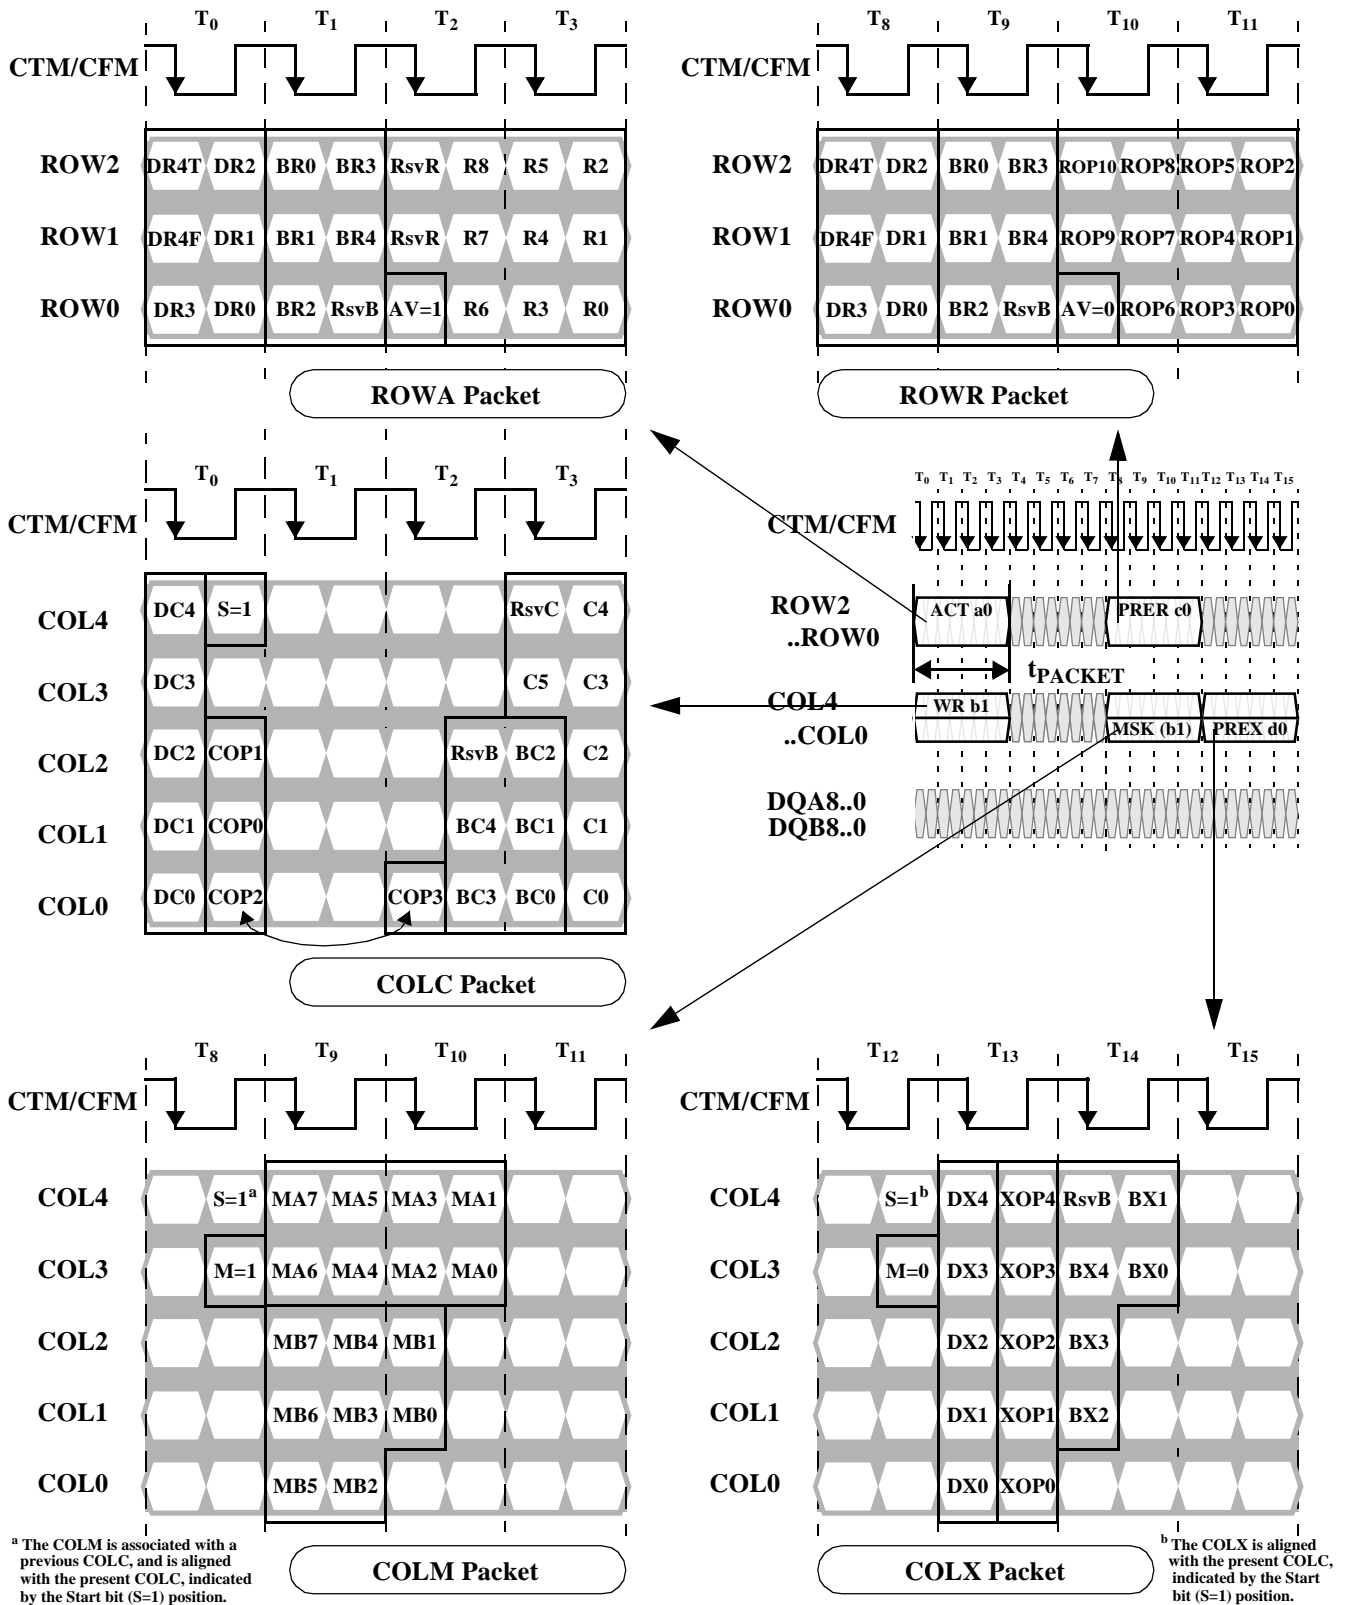 T0 T1 T2 T3
CTM/CFM
ROW2 DR4T DR2 BR0 BR3 RsvR R8 R5 R2
ROW1 DR4F DR1 BR1 BR4 RsvR R7 R4 R1
ROW0 DR3 DR0 BR2 RsvB AV=1 R6 R3 R0
ROWA Packet
T8 T9 T10 T11
CTM/CFM
ROW2 DR4T DR2 BR0 BR3 ROP10 ROP8 ROP5 ROP2
ROW1 DR4F DR1 BR1 BR4 ROP9 ROP7 ROP4 ROP1
ROW0 DR3 DR0 BR2 RsvB AV=0 ROP6 ROP3 ROP0
ROWR Packet
T0 T1 T2 T3
CTM/CFM
COL4 DC4 S=1 RsvC C4
COL3 DC3 C5 C3
COL2 DC2 COP1 RsvB BC2 C2
COL1 DC1 COP0 BC4 BC1 C1
COL0 DC0 COP2 COP3 BC3 BC0 C0
COLC Packet
T0 T1 T2 T3 T4 T5 T6 T7 T8 T9 T10 T11 T12 T13 T14 T15
CTM/CFM
ROW2 ACT a0 PRER c0
..ROW0
tPACKET
COL4 WR b1
..COL0 MSK (b1) PREX d0
DQA8..0
DQB8..0
T8 T9 T10 T11
CTM/CFM
COL4 S=1a MA7 MA5 MA3 MA1
COL3 M=1 MA6 MA4 MA2 MA0
COL2 MB7 MB4 MB1
COL1 MB6 MB3 MB0
COL0 MB5 MB2
COLM Packet
a The COLM is associated with a
previous COLC, and is aligned
with the present COLC, indicated
by the Start bit (S=1) position.
T12 T13 T14 T15
CTM/CFM
COL4 S=1b DX4 XOP4 RsvB BX1
COL3 M=0 DX3 XOP3 BX4 BX0
COL2 DX2 XOP2 BX3
COL1 DX1 XOP1 BX2
COL0 DX0 XOP0
COLX Packet
b The COLX is aligned
with the present COLC,
indicated by the Start
bit (S=1) position.